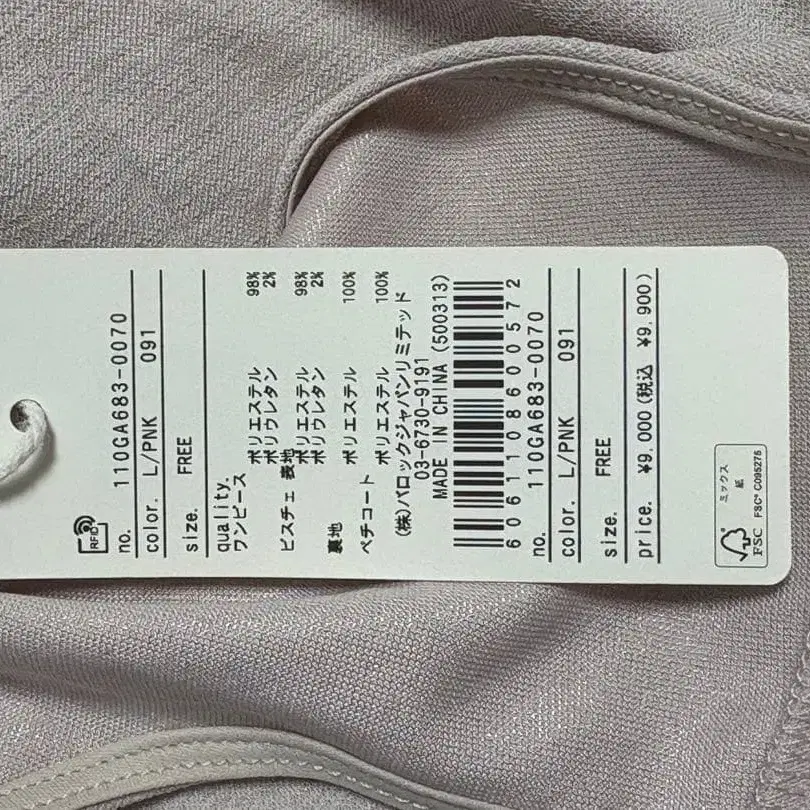 RFID
no. 110GA683-0070
color. L/PNK 091
size. FREE
quality.
ワンピース
ポリエステル 98%
ポリウレタン 2%
ビスチェ 表地
ポリエステル 98%
ポリウレタン 2%
裏地
ポリエステル 100%
ペチコート
ポリエステル 100%
(株)バロックジャパンリミテッド
03-6730-9191
MADE IN CHINA (500313)
6061108600572
no. 110GA683-0070
color. L/PNK 091
size. FREE
price. ¥9,000(税込 ¥9,900)
ミックス
紙
FSC
FSC® C095275